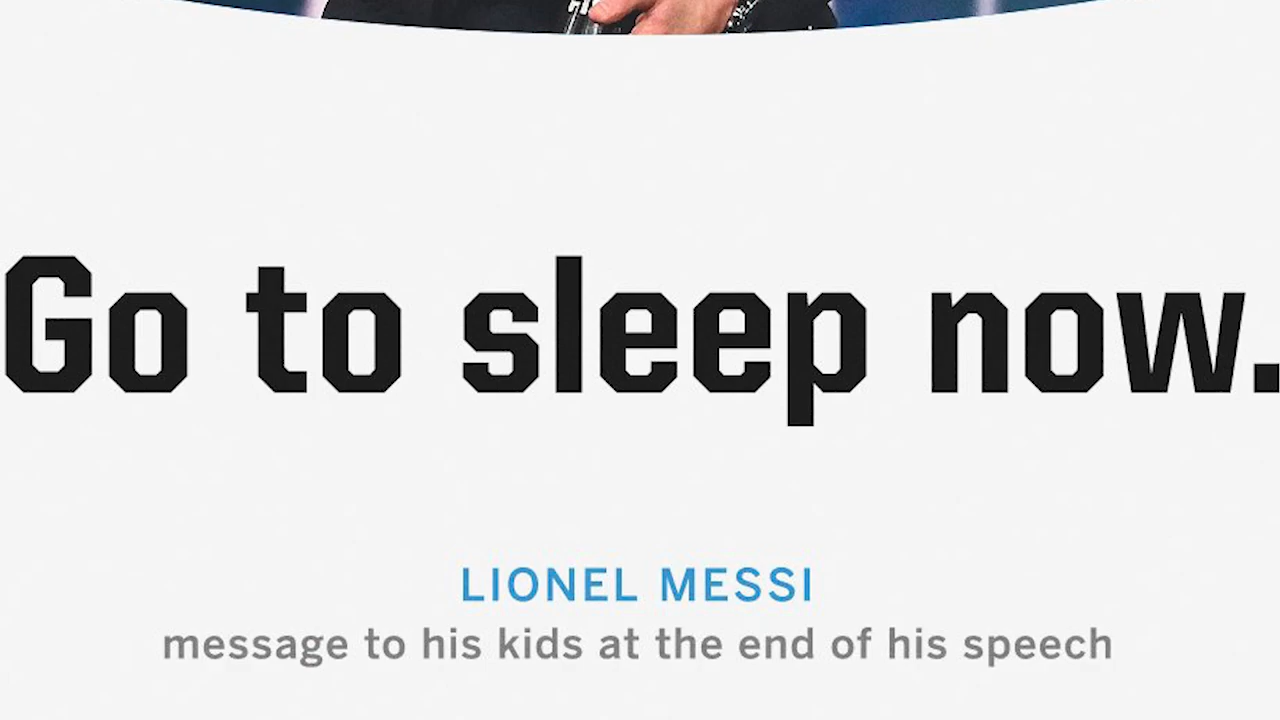 Go to sleep now.
LIONEL MESSI
message to his kids at the end of his speech